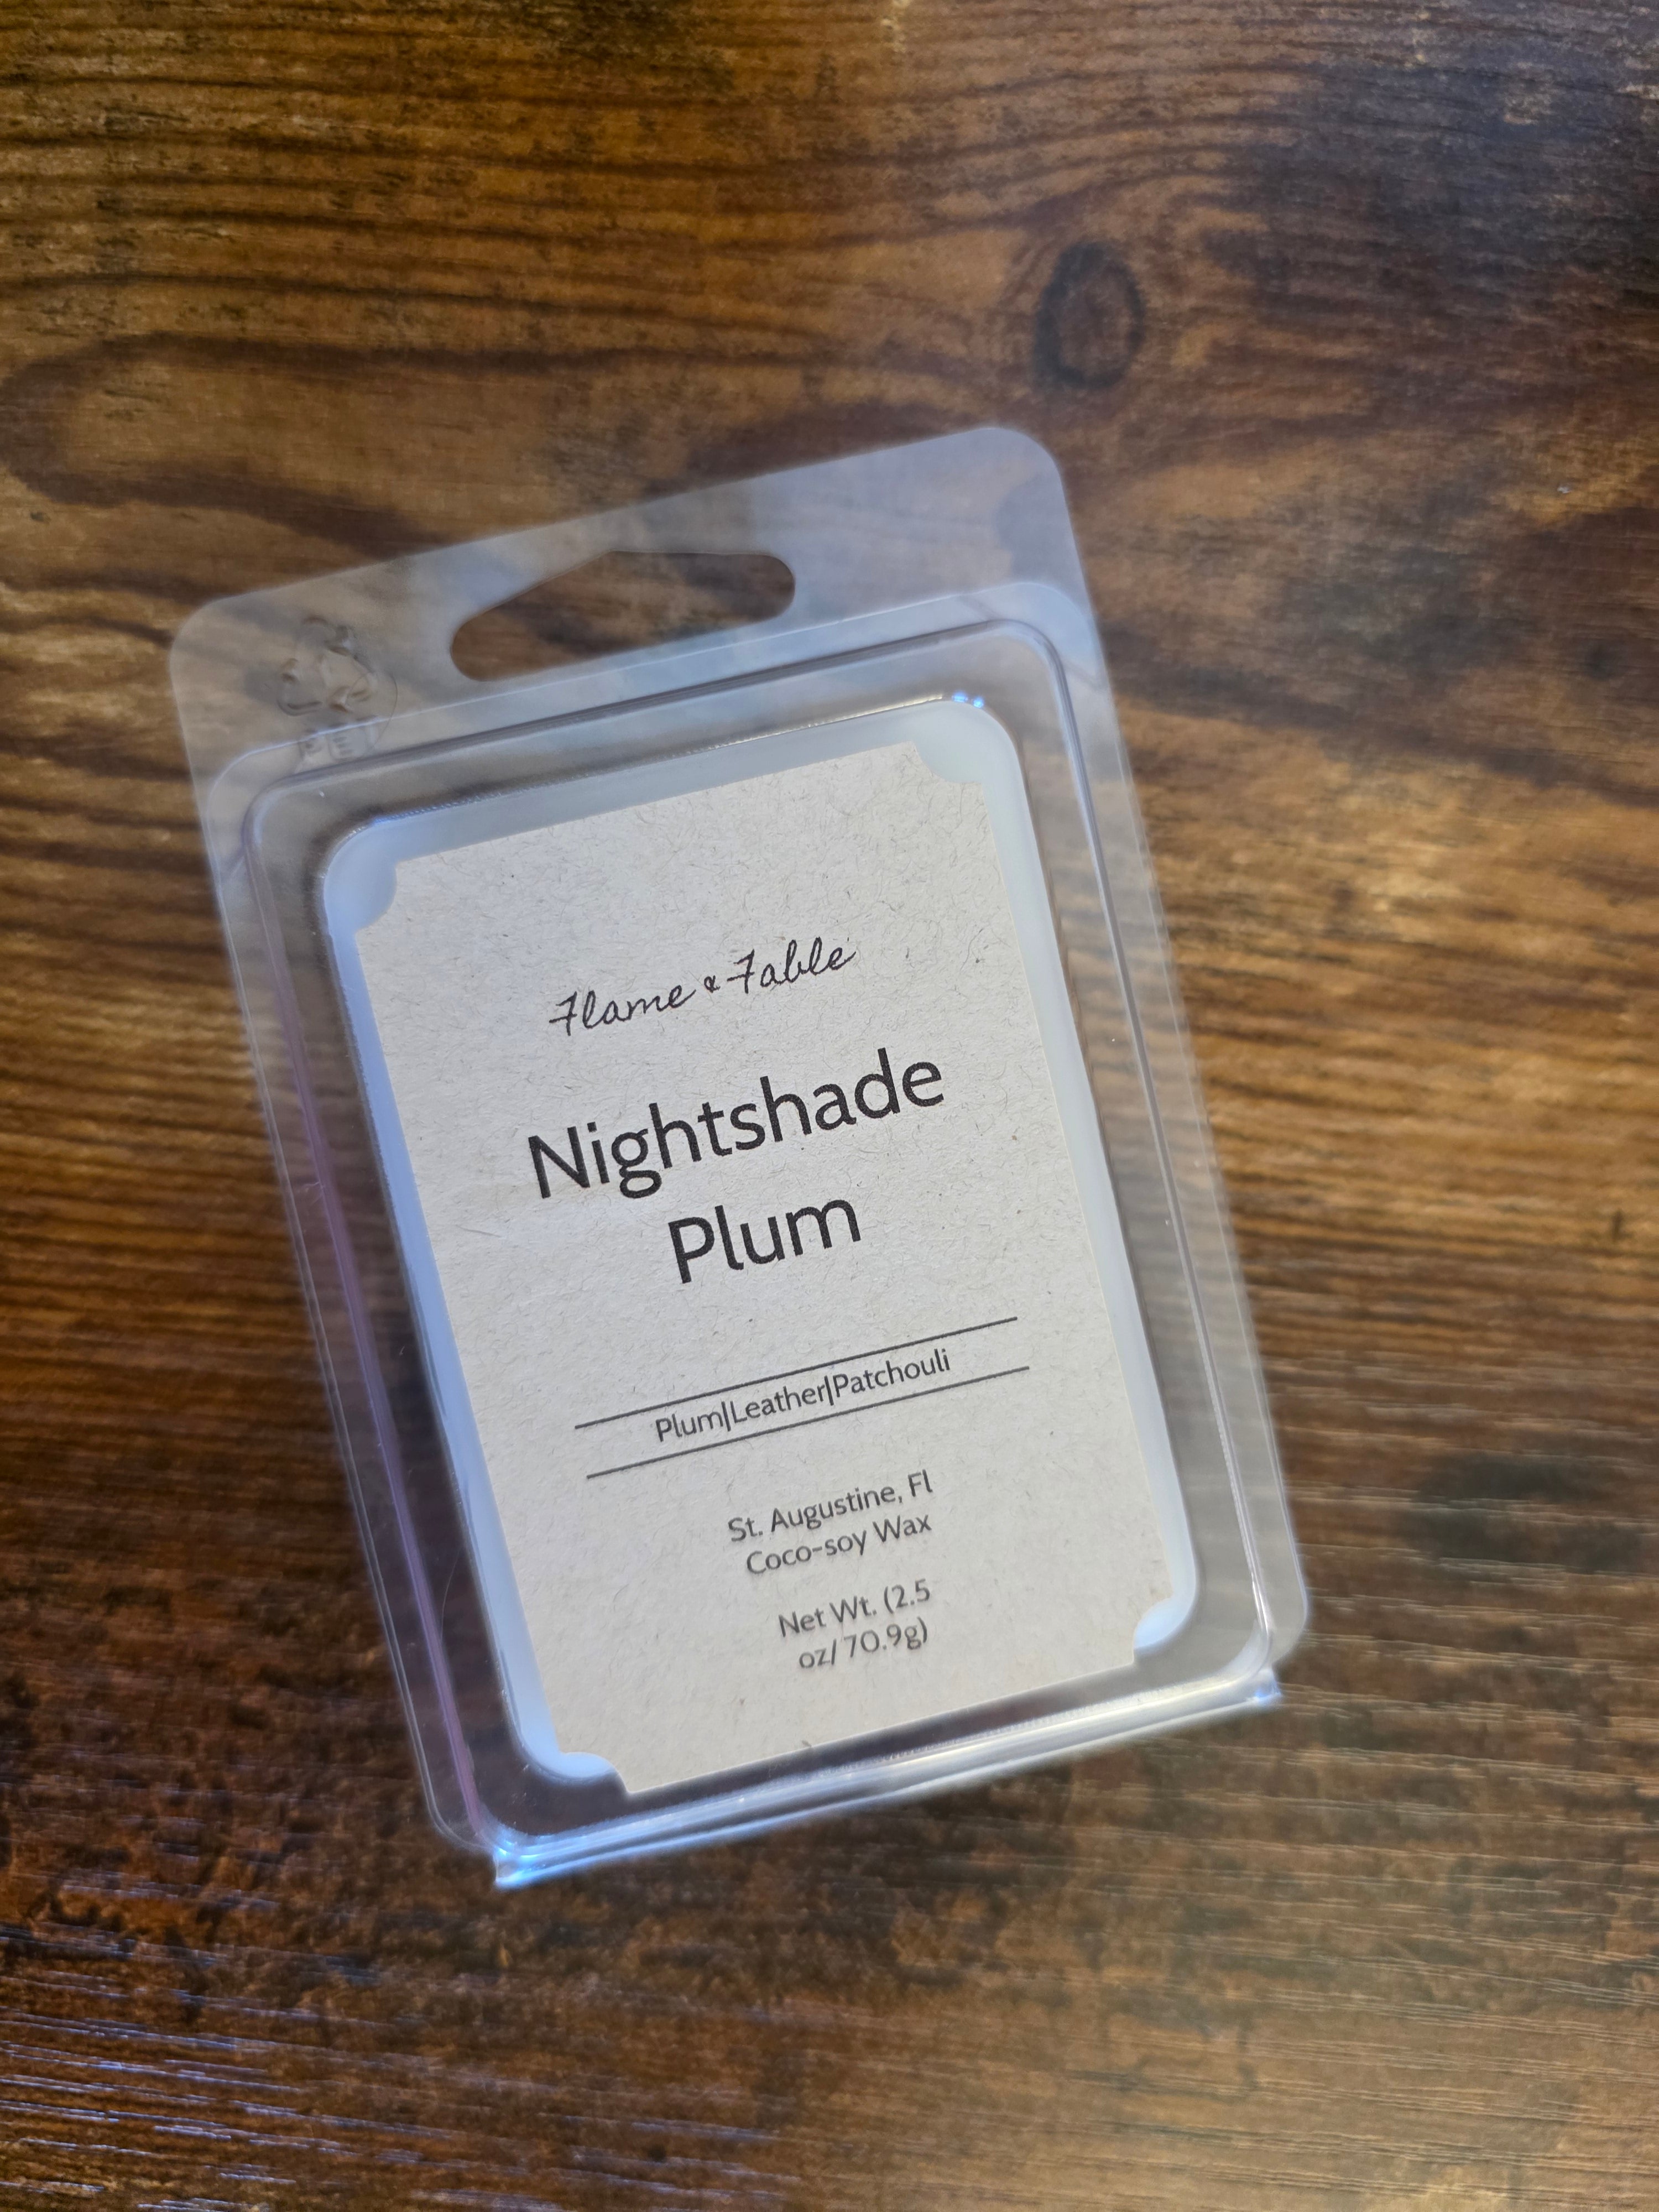 Flame & Fable
Nightshade
Plum
Plum|Leather|Patchouli
St. Augustine, Fl
Coco-soy Wax
Net Wt. (2.5
oz/ 70.9g)